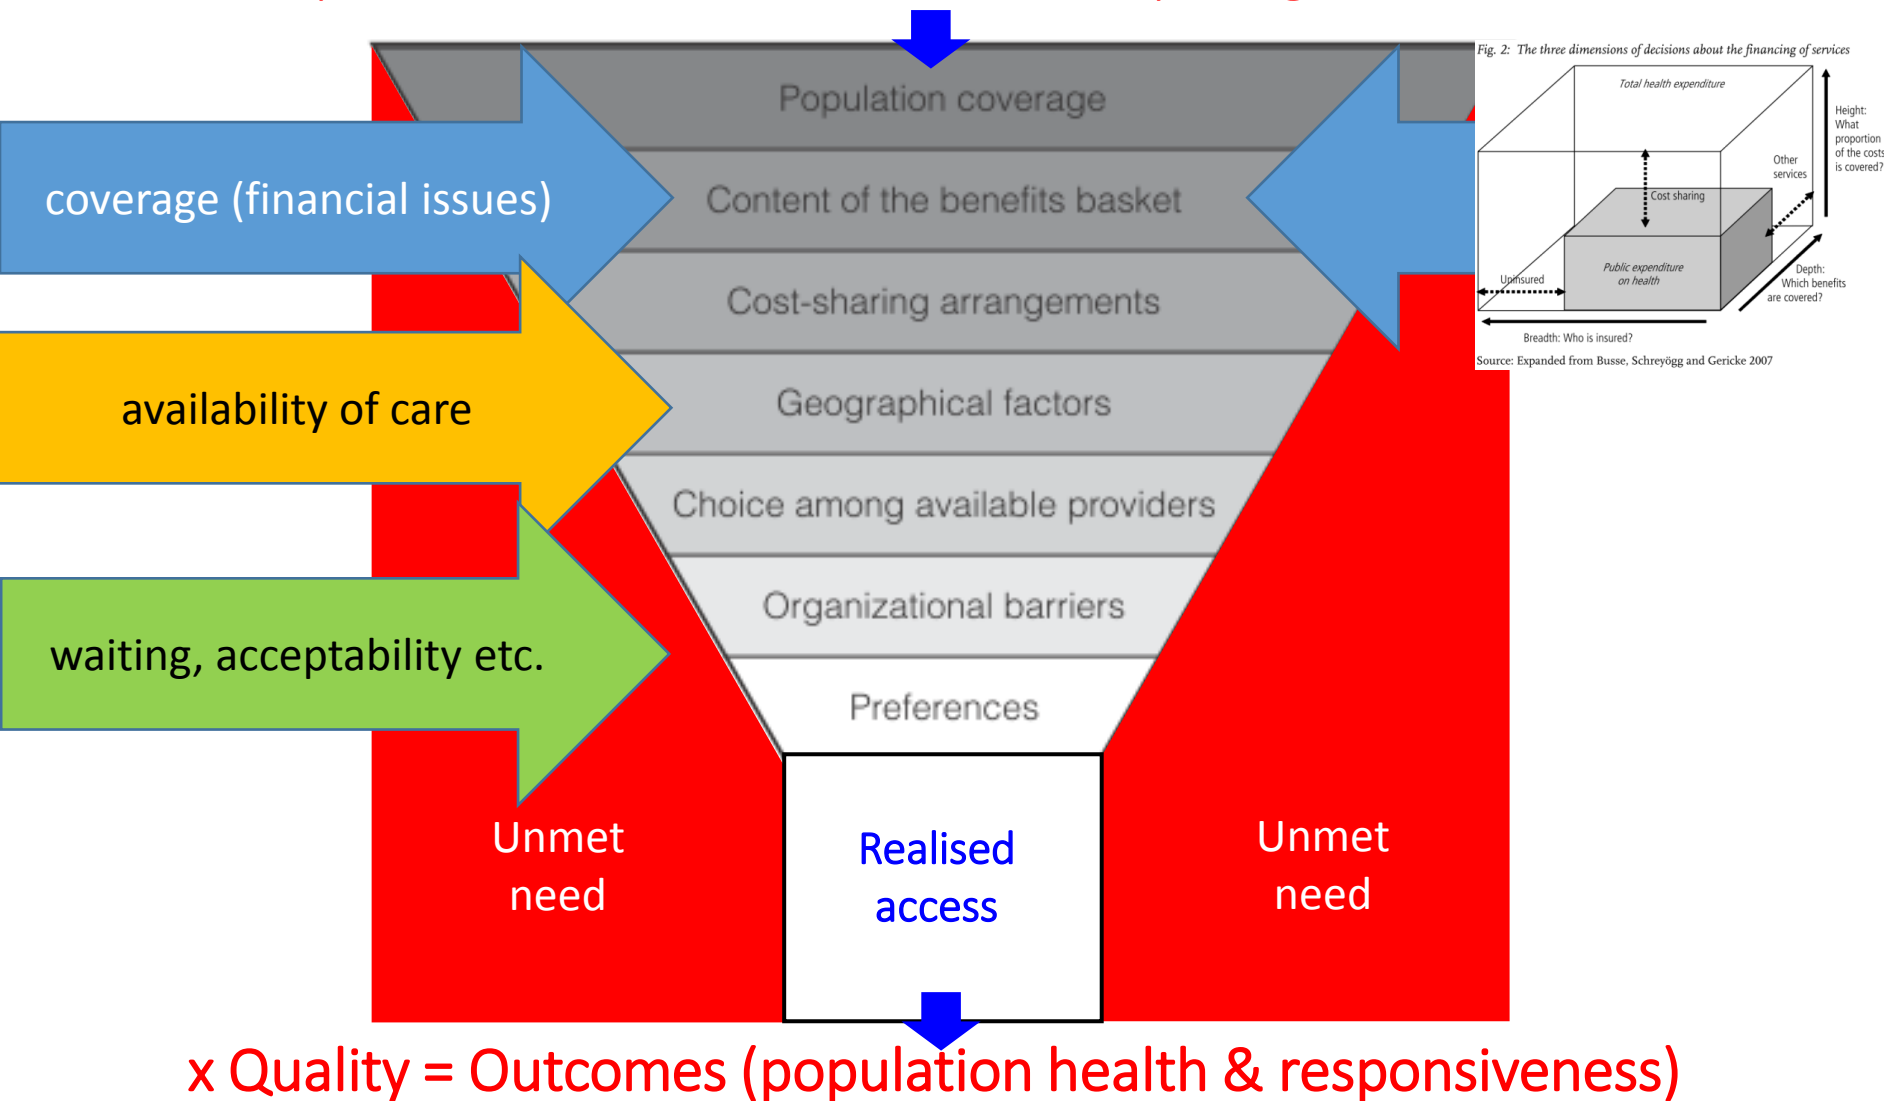 Population coverage
Content of the benefits basket
Cost-sharing arrangements
Geographical factors
Choice among available providers
Organizational barriers
Preferences
coverage (financial issues)
availability of care
waiting, acceptability etc.
Unmet
need
Realised
access
Unmet
need
x Quality = Outcomes (population health & responsiveness)
Fig. 2: The three dimensions of decisions about the financing of services
Total health expenditure
Height:
What
proportion
of the costs
is covered?
Other
services
Cost sharing
Public expenditure
on health
Uninsured
Depth:
Which benefits
are covered?
Breadth: Who is insured?
Source: Expanded from Busse, Schreyögg and Gericke 2007